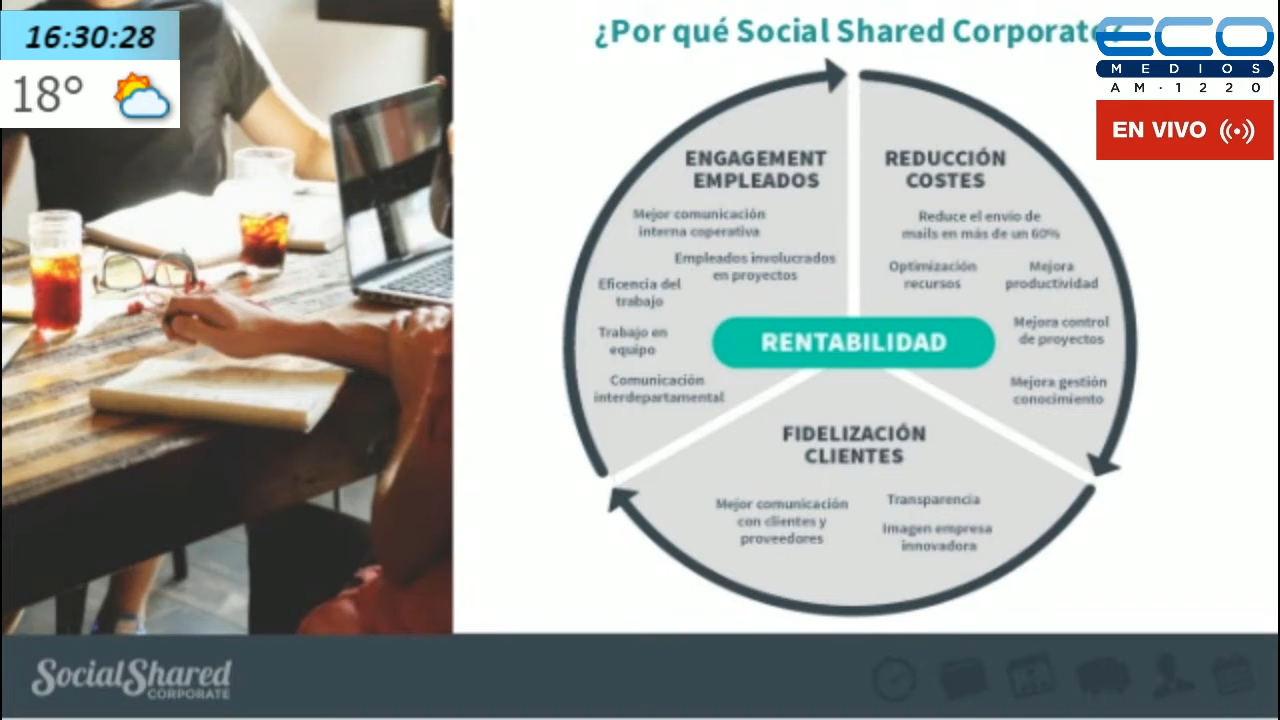 16:30:28
18°
¿Por qué Social Shared Corporate?
ECO
MEDIOS
AM·1220
EN VIVO
ENGAGEMENT
EMPLEADOS
Mejor comunicación
interna coperativa
Empleados involucrados
en proyectos
Eficencia del
trabajo
Trabajo en
equipo
Comunicación
interdepartamental
REDUCCIÓN
COSTES
Reduce el envío de
mails en más de un 60%
Optimización
recursos
Mejora
productividad
Mejora control
de proyectos
Mejora gestión
conocimiento
RENTABILIDAD
FIDELIZACIÓN
CLIENTES
Mejor comunicación
con clientes y
proveedores
Transparencia
Imagen empresa
innovadora
SocialShared
CORPORATE